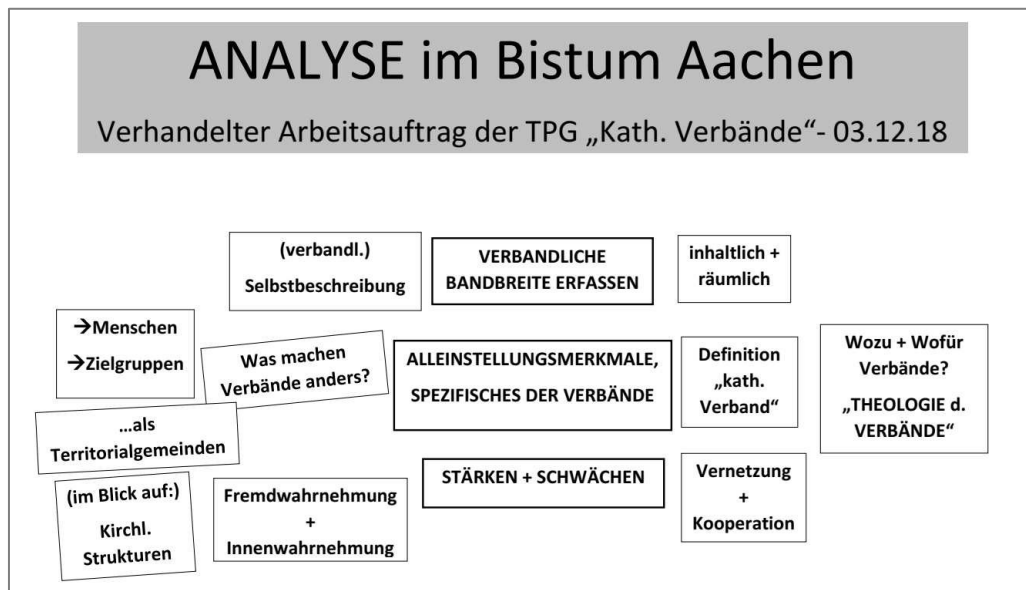 ANALYSE im Bistum Aachen
Verhandelter Arbeitsauftrag der TPG „Kath. Verbände“- 03.12.18
(verbandl.)
Selbstbeschreibung
VERBANDLICHE
BANDBREITE ERFASSEN
inhaltlich +
räumlich
→Menschen
→Zielgruppen
Was machen
Verbände anders?
...als
Territorialgemeinden
ALLEINSTELLUNGSMERKMALE,
SPEZIFISCHES DER VERBÄNDE
Definition
„kath.
Verband“
Wozu + Wofür
Verbände?
„THEOLOGIE d.
VERBÄNDE“
(im Blick auf:)
Kirchl.
Strukturen
Fremdwahrnehmung
+
Innenwahrnehmung
STÄRKEN + SCHWÄCHEN
Vernetzung
+
Kooperation